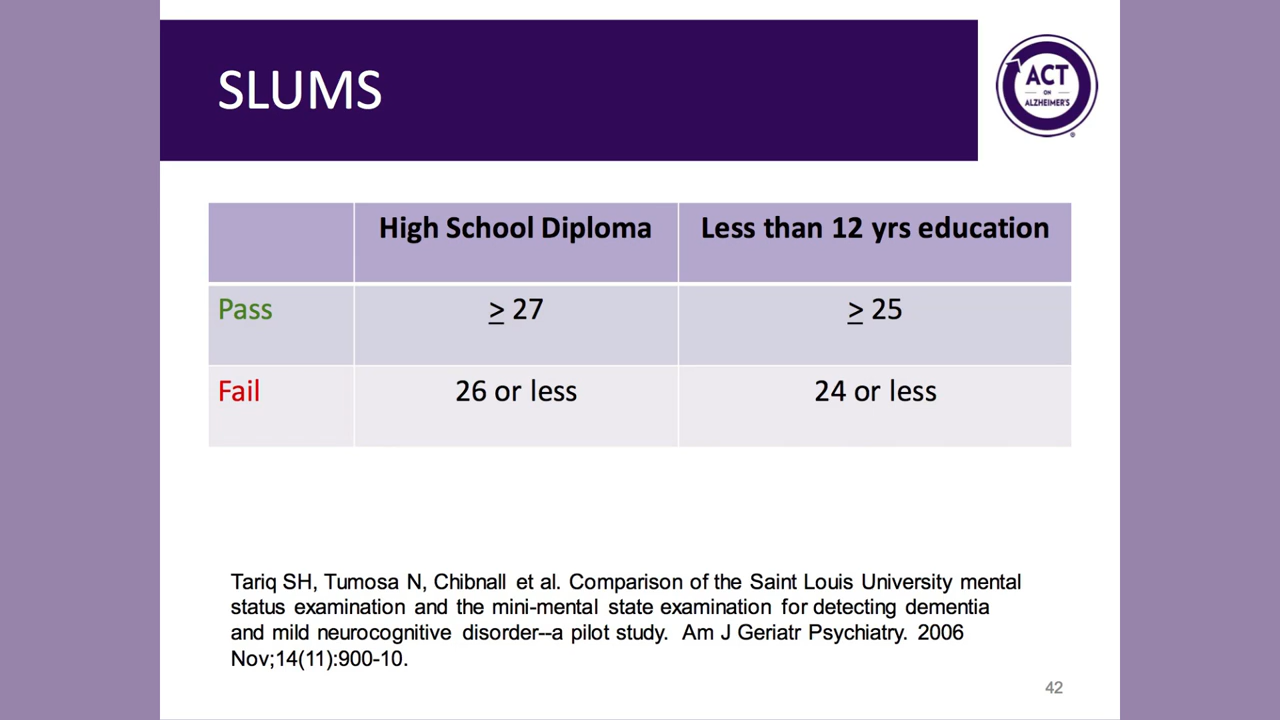 SLUMS
ACT
ON
ALZHEIMER'S
®
High School Diploma Less than 12 yrs education
Pass ≥ 27 ≥ 25
Fail 26 or less 24 or less
Tariq SH, Tumosa N, Chibnall et al. Comparison of the Saint Louis University mental
status examination and the mini-mental state examination for detecting dementia
and mild neurocognitive disorder--a pilot study. Am J Geriatr Psychiatry. 2006
Nov;14(11):900-10.
42